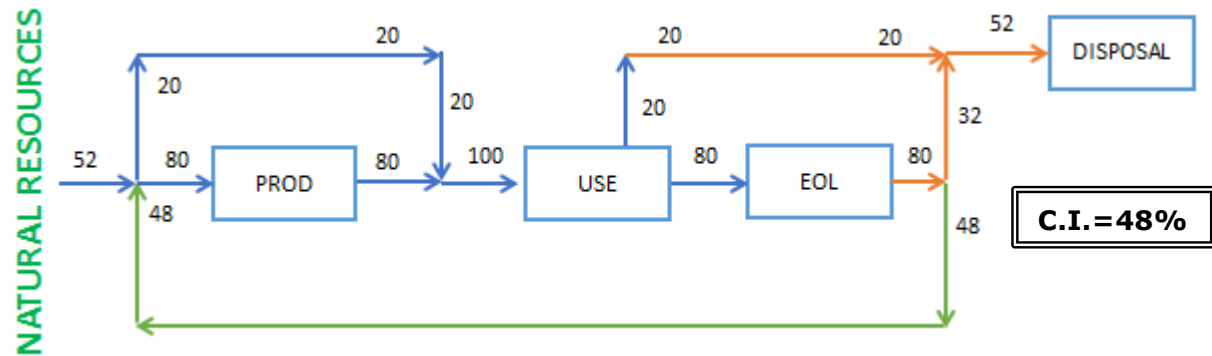 NATURAL RESOURCES
20
20
20
52
DISPOSAL
20
20
20
32
52
80
PROD
80
100
USE
80
EOL
80
48
48
C.I.=48%